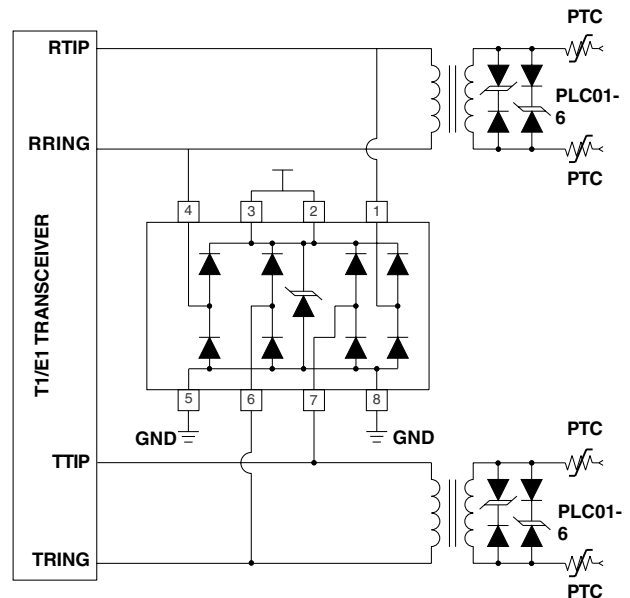 PTC
RTIP
PLC01-
6
RRING
PTC
4
3
2
1
T1/E1 TRANSCEIVER
5
6
7
8
GND
GND
PTC
TTIP
PLC01-
6
TRING
PTC